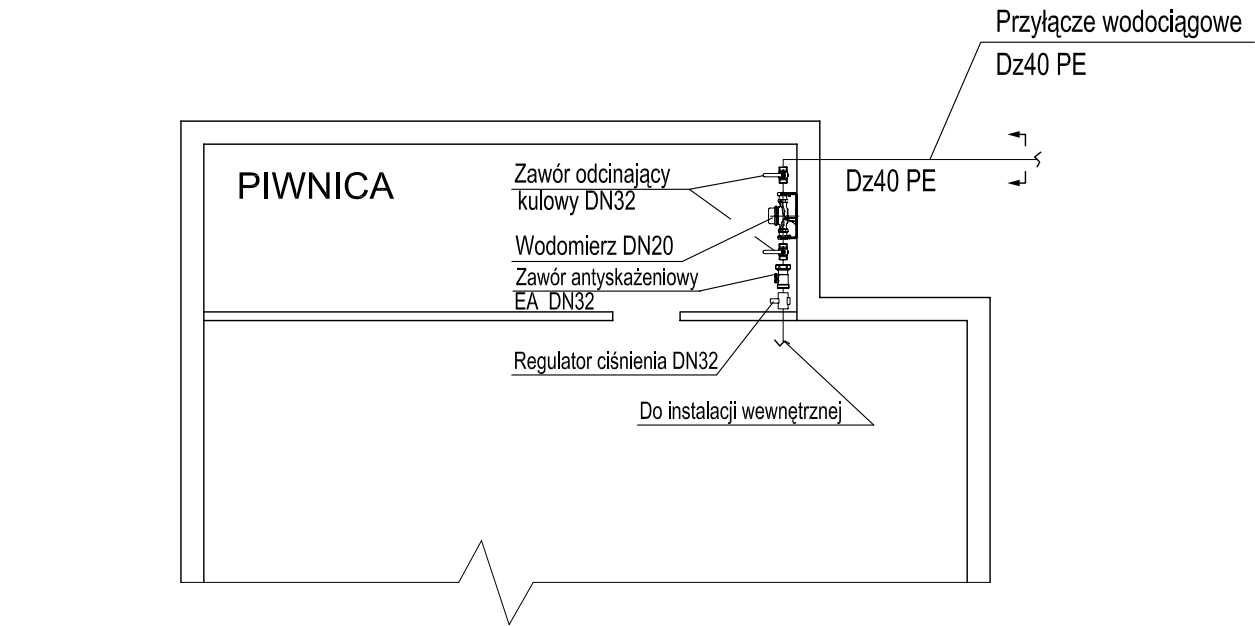 Przyłącze wodociągowe
Dz40 PE
PIWNICA
Zawór odcinający
kulowy DN32
Dz40 PE
Wodomierz DN20
Zawór antyskażeniowy
EA DN32
Regulator ciśnienia DN32
Do instalacji wewnętrznej